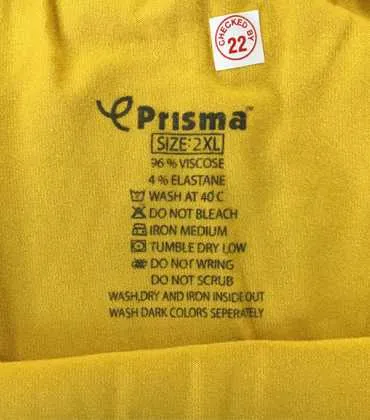 CHECKED BY
22
Prisma™
SIZE: 2XL
96 % VISCOSE
4 % ELASTANE
WASH AT 40 C
DO NOT BLEACH
IRON MEDIUM
TUMBLE DRY LOW
DO NOT WRING
DO NOT SCRUB
WASH,DRY AND IRON INSIDE OUT
WASH DARK COLORS SEPERATELY